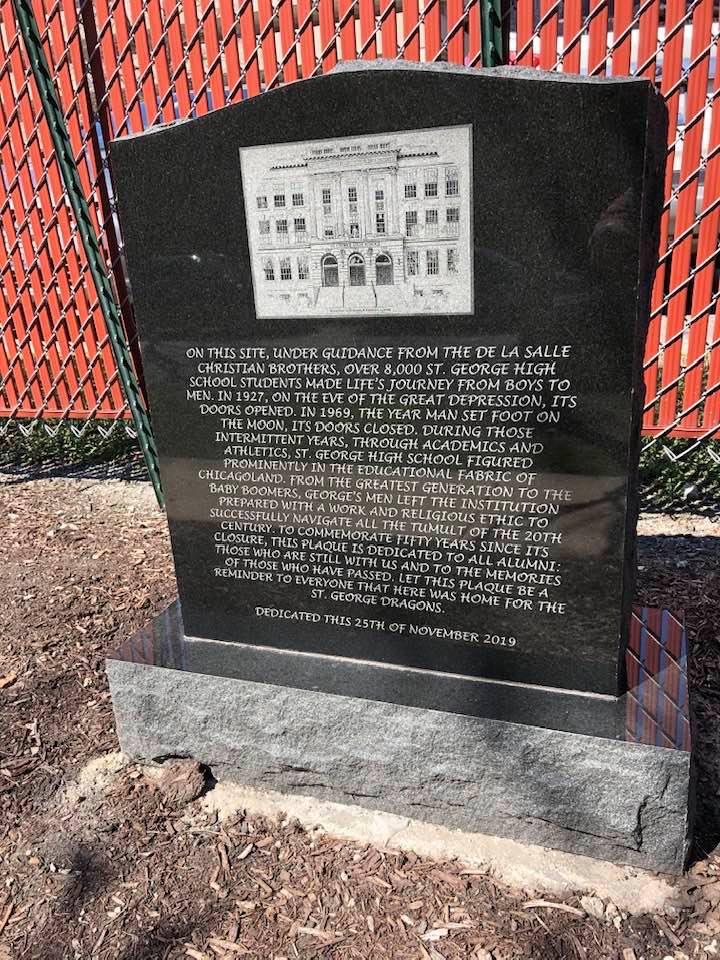 ON THIS SITE, UNDER GUIDANCE FROM THE DE LA SALLE
CHRISTIAN BROTHERS, OVER 8,000 ST. GEORGE HIGH
SCHOOL STUDENTS MADE LIFE'S JOURNEY FROM BOYS TO
MEN. IN 1927, ON THE EVE OF THE GREAT DEPRESSION, ITS
DOORS OPENED. IN 1969, THE YEAR MAN SET FOOT ON
THE MOON, ITS DOORS CLOSED. DURING THOSE
INTERMITTENT YEARS, THROUGH ACADEMICS AND
ATHLETICS, ST. GEORGE HIGH SCHOOL FIGURED
PROMINENTLY IN THE EDUCATIONAL FABRIC OF
CHICAGOLAND. FROM THE GREATEST GENERATION TO THE
BABY BOOMERS, GEORGE'S MEN LEFT THE INSTITUTION
PREPARED WITH A WORK AND RELIGIOUS ETHIC TO
SUCCESSFULLY NAVIGATE ALL THE TUMULT OF THE 20TH
CENTURY. TO COMMEMORATE FIFTY YEARS SINCE ITS
CLOSURE, THIS PLAQUE IS DEDICATED TO ALL ALUMNI:
THOSE WHO ARE STILL WITH US AND TO THE MEMORIES
OF THOSE WHO HAVE PASSED. LET THIS PLAQUE BE A
REMINDER TO EVERYONE THAT HERE WAS HOME FOR THE
ST. GEORGE DRAGONS.
DEDICATED THIS 25TH OF NOVEMBER 2019